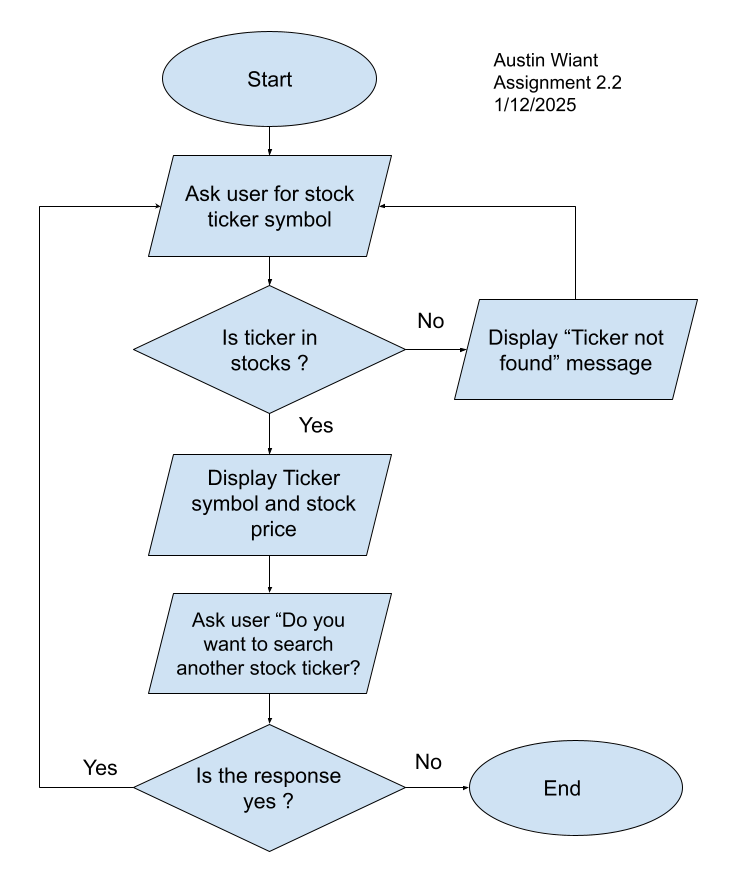 Start
Austin Wiant
Assignment 2.2
1/12/2025
Ask user for stock
ticker symbol
Is ticker in
stocks ?
No
Display “Ticker not
found” message
Yes
Display Ticker
symbol and stock
price
Ask user “Do you
want to search
another stock ticker?
Yes
Is the response
yes ?
No
End